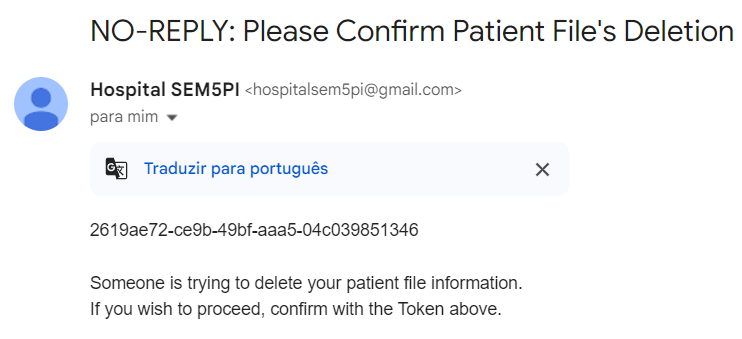 NO-REPLY: Please Confirm Patient File's Deletion
Hospital SEM5PI <hospitalsem5pi@gmail.com>
para mim
Traduzir para português
2619ae72-ce9b-49bf-aaa5-04c039851346
Someone is trying to delete your patient file information.
If you wish to proceed, confirm with the Token above.